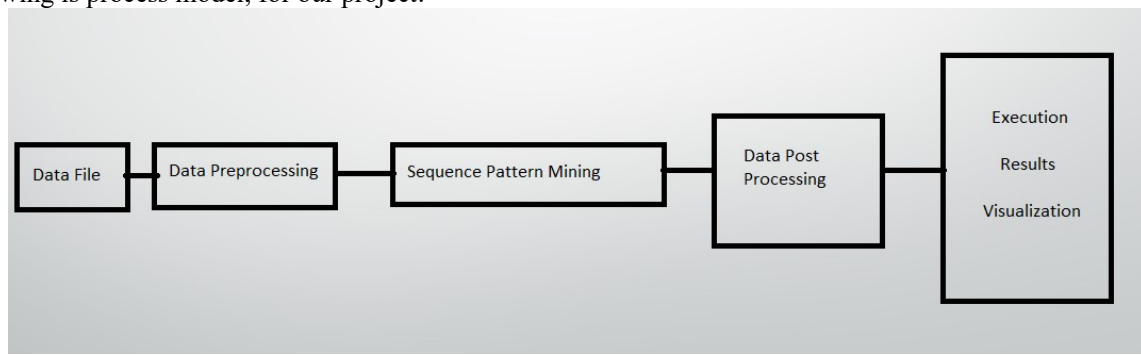 is process model, for our project.
Data File
Data Preprocessing
Sequence Pattern Mining
Data Post
Processing
Execution
Results
Visualization